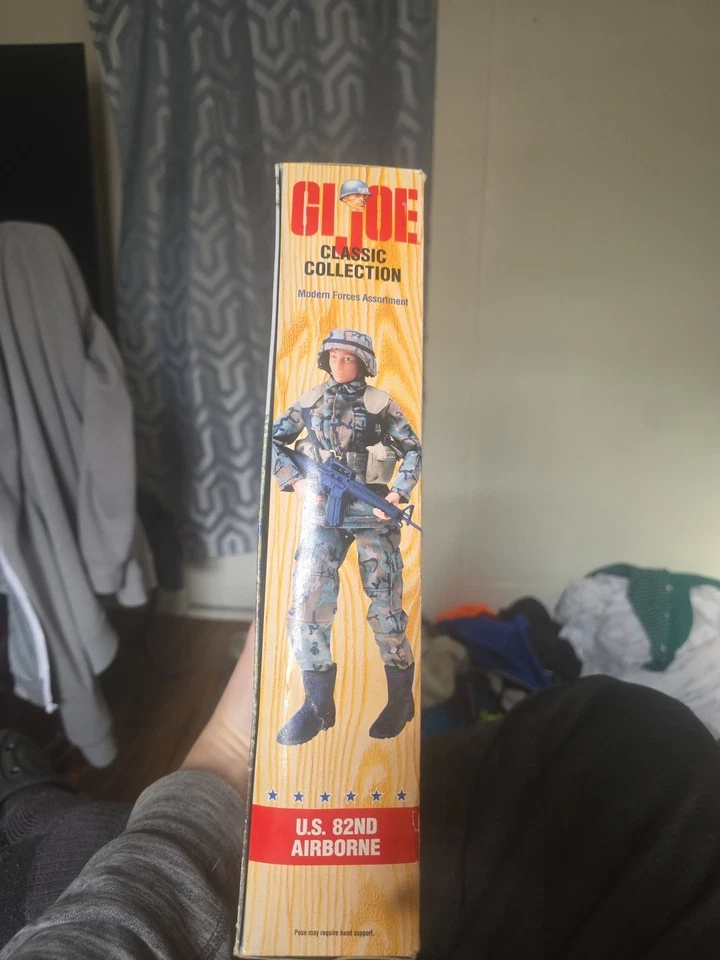 GI JOE
CLASSIC
COLLECTION
Modern Forces Assortment
U.S. 82ND
AIRBORNE
Pose may require hand support.